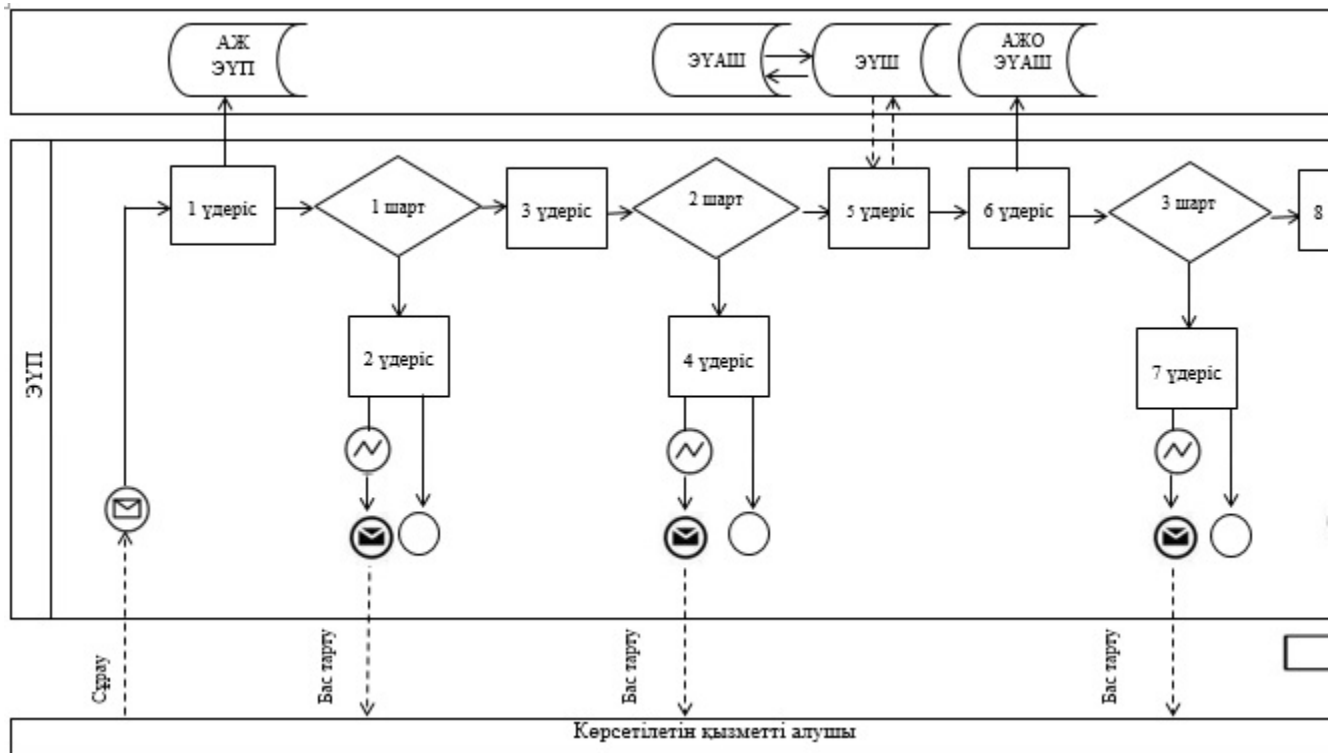 АЖ
ЭҮП
ЭҮАШ
ЭҮШ
АЖО
ЭҮАШ
1 үдеріс
1 шарт
3 үдеріс
2 шарт
5 үдеріс
6 үдеріс
3 шарт
8
ЭҮП
2 үдеріс
4 үдеріс
7 үдеріс
Сұрау
Бас тарту
Бас тарту
Бас тарту
Көрсетілетін қызметті алушы